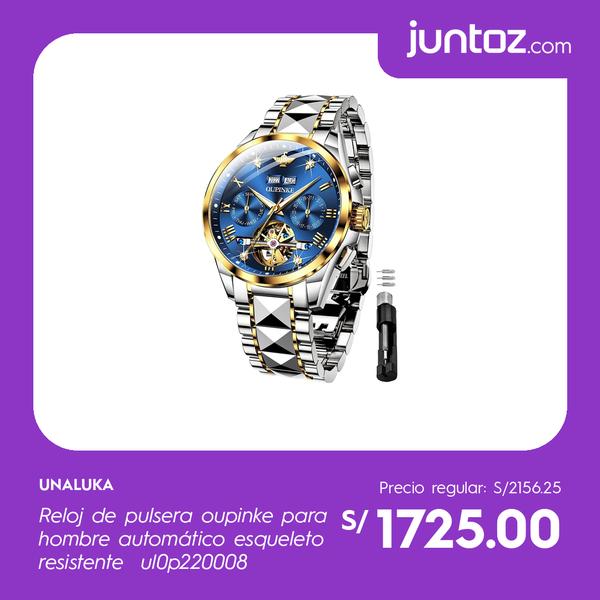 juntoz.com
OUPINKE
UNALUKA
Reloj de pulsera oupinke para
hombre automático esqueleto
resistente ul0p220008
Precio regular: S/2156.25
S/1725.00